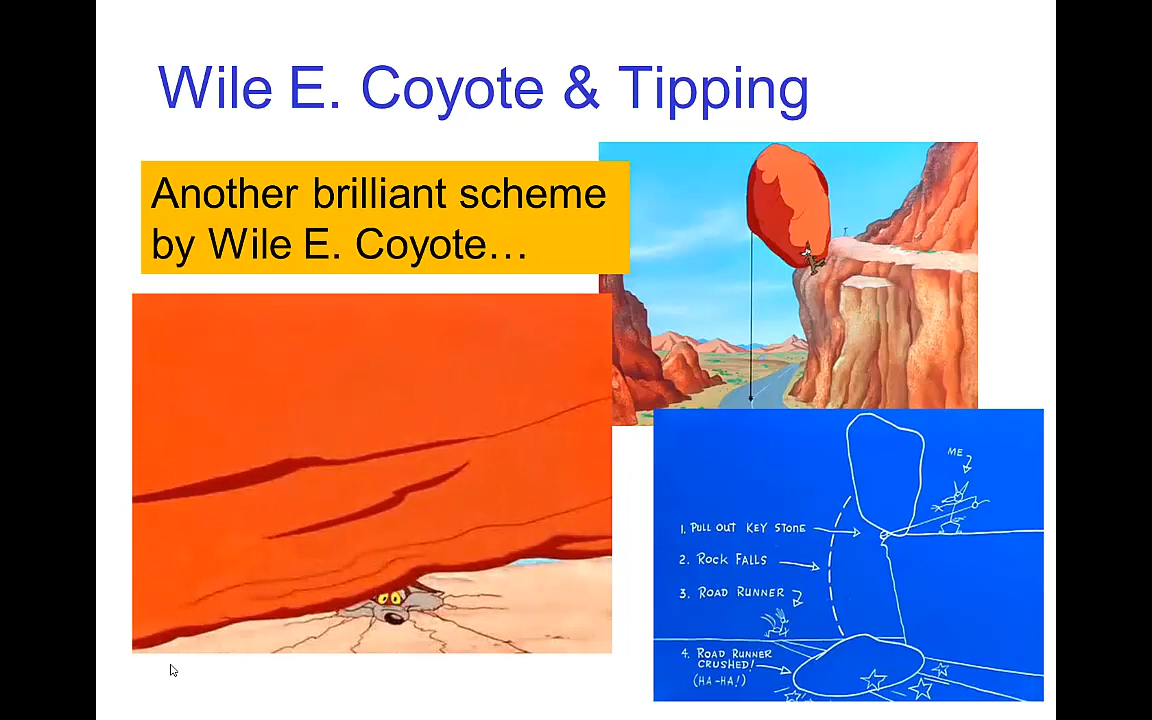 Wile E. Coyote & Tipping
Another brilliant scheme
by Wile E. Coyote…
ME
1. PULL OUT KEY STONE
2. ROCK FALLS
3. ROAD RUNNER
4. ROAD RUNNER
CRUSHED!
(HA-HA!)